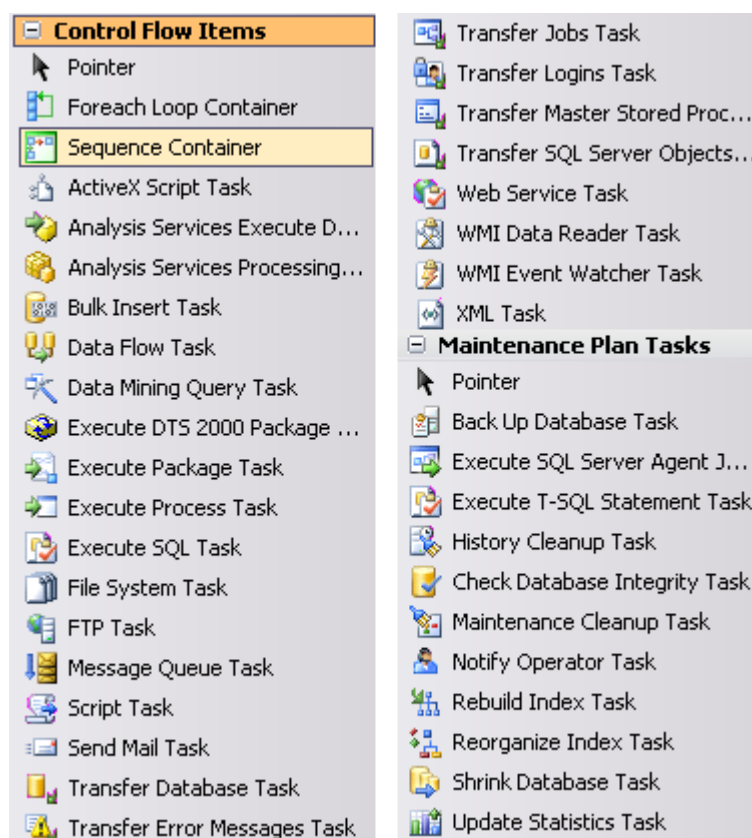 Control Flow Items
Pointer
Foreach Loop Container
Sequence Container
ActiveX Script Task
Analysis Services Execute D...
Analysis Services Processing...
Bulk Insert Task
Data Flow Task
Data Mining Query Task
Execute DTS 2000 Package ...
Execute Package Task
Execute Process Task
Execute SQL Task
File System Task
FTP Task
Message Queue Task
Script Task
Send Mail Task
Transfer Database Task
Transfer Error Messages Task
Transfer Jobs Task
Transfer Logins Task
Transfer Master Stored Proc...
Transfer SQL Server Objects...
Web Service Task
WMI Data Reader Task
WMI Event Watcher Task
XML Task
Maintenance Plan Tasks
Pointer
Back Up Database Task
Execute SQL Server Agent J...
Execute T-SQL Statement Task
History Cleanup Task
Check Database Integrity Task
Maintenance Cleanup Task
Notify Operator Task
Rebuild Index Task
Reorganize Index Task
Shrink Database Task
Update Statistics Task